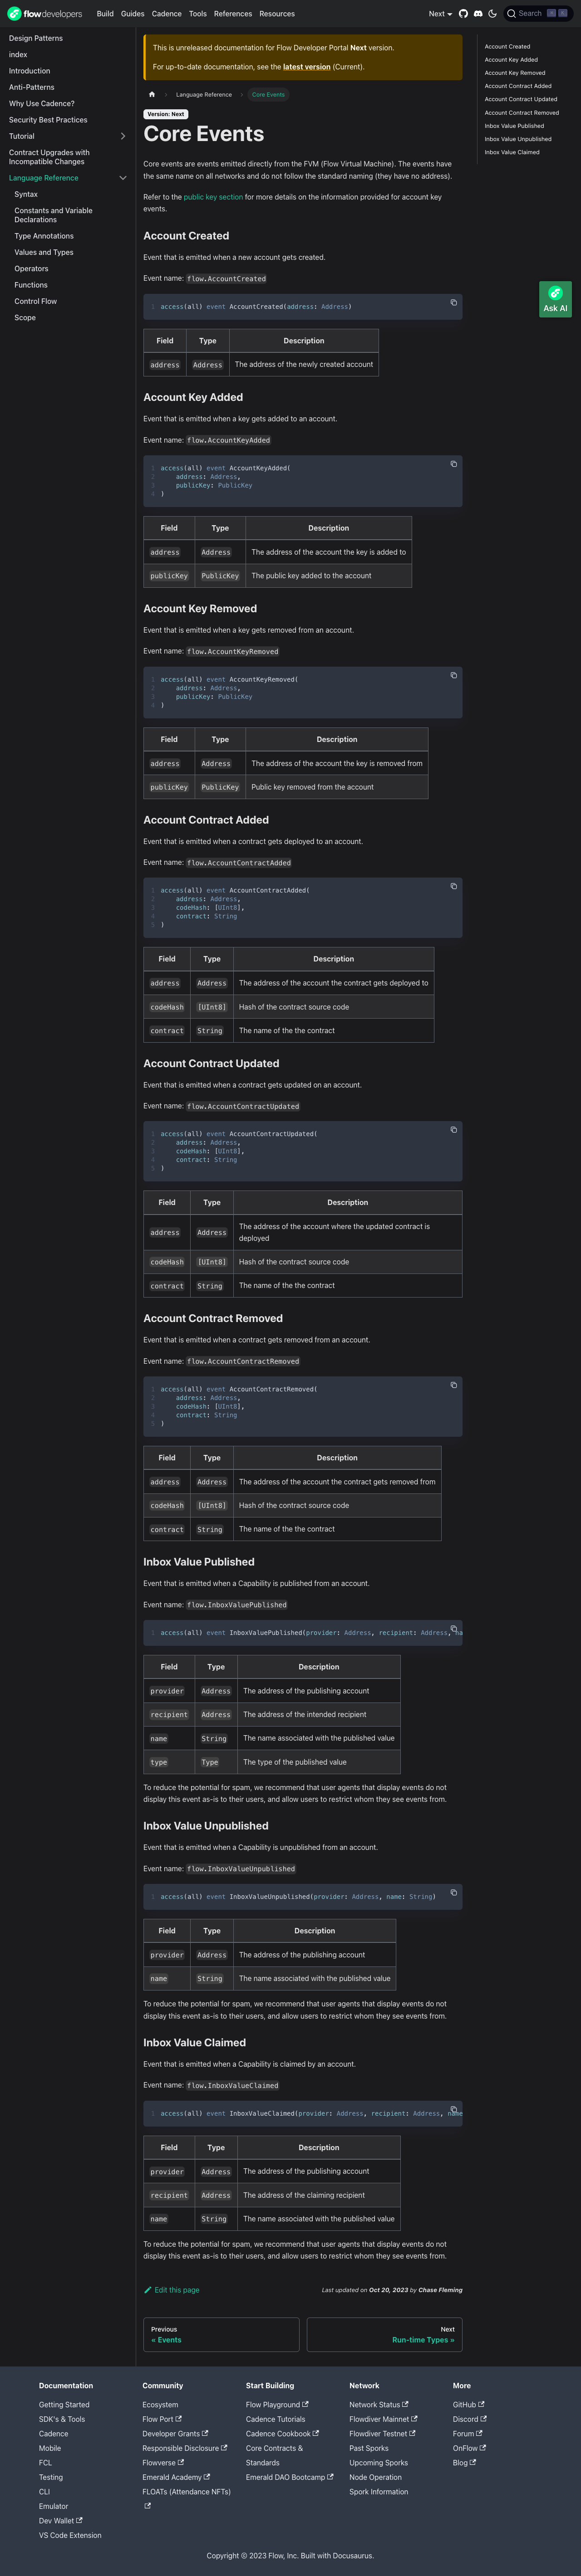 flow developers
Build Guides Cadence Tools References Resources
Next
Search
Design Patterns
index
Introduction
Anti-Patterns
Why Use Cadence?
Security Best Practices
Tutorial
Contract Upgrades with
Incompatible Changes
Language Reference
Syntax
Constants and Variable
Declarations
Type Annotations
Values and Types
Operators
Functions
Control Flow
Scope
This is unreleased documentation for Flow Developer Portal Next version.
For up-to-date documentation, see the latest version (Current).
Language Reference
Core Events
Version: Next
Core Events
Core events are events emitted directly from the FVM (Flow Virtual Machine). The events have
the same name on all networks and do not follow the standard naming (they have no address).
Refer to the public key section for more details on the information provided for account key
events.
Account Created
Event that is emitted when a new account gets created.
Event name: flow.AccountCreated
1 access(all) event AccountCreated(address: Address)
Field Type Description
address Address The address of the newly created account
Account Key Added
Event that is emitted when a key gets added to an account.
Event name: flow.AccountKeyAdded
1 access(all) event AccountKeyAdded(
2 address: Address,
3 publicKey: PublicKey
4 )
Field Type Description
address Address The address of the account the key is added to
publicKey PublicKey The public key added to the account
Account Key Removed
Event that is emitted when a key gets removed from an account.
Event name: flow.AccountKeyRemoved
1 access(all) event AccountKeyRemoved(
2 address: Address,
3 publicKey: PublicKey
4 )
Field Type Description
address Address The address of the account the key is removed from
publicKey PublicKey Public key removed from the account
Account Contract Added
Event that is emitted when a contract gets deployed to an account.
Event name: flow.AccountContractAdded
1 access(all) event AccountContractAdded(
2 address: Address,
3 codeHash: [UInt8],
4 contract: String
5 )
Field Type Description
address Address The address of the account the contract gets deployed to
codeHash [UInt8] Hash of the contract source code
contract String The name of the the contract
Account Contract Updated
Event that is emitted when a contract gets updated on an account.
Event name: flow.AccountContractUpdated
1 access(all) event AccountContractUpdated(
2 address: Address,
3 codeHash: [UInt8],
4 contract: String
5 )
Field Type Description
address Address The address of the account where the updated contract is
deployed
codeHash [UInt8] Hash of the contract source code
contract String The name of the the contract
Account Contract Removed
Event that is emitted when a contract gets removed from an account.
Event name: flow.AccountContractRemoved
1 access(all) event AccountContractRemoved(
2 address: Address,
3 codeHash: [UInt8],
4 contract: String
5 )
Field Type Description
address Address The address of the account the contract gets removed from
codeHash [UInt8] Hash of the contract source code
contract String The name of the the contract
Inbox Value Published
Event that is emitted when a Capability is published from an account.
Event name: flow.InboxValuePublished
1 access(all) event InboxValuePublished(provider: Address, recipient: Address, na
Field Type Description
provider Address The address of the publishing account
recipient Address The address of the intended recipient
name String The name associated with the published value
type Type The type of the published value
To reduce the potential for spam, we recommend that user agents that display events do not
display this event as-is to their users, and allow users to restrict whom they see events from.
Inbox Value Unpublished
Event that is emitted when a Capability is unpublished from an account.
Event name: flow.InboxValueUnpublished
1 access(all) event InboxValueUnpublished(provider: Address, name: String)
Field Type Description
provider Address The address of the publishing account
name String The name associated with the published value
To reduce the potential for spam, we recommend that user agents that display events do not
display this event as-is to their users, and allow users to restrict whom they see events from.
Inbox Value Claimed
Event that is emitted when a Capability is claimed by an account.
Event name: flow.InboxValueClaimed
1 access(all) event InboxValueClaimed(provider: Address, recipient: Address, name
Field Type Description
provider Address The address of the publishing account
recipient Address The address of the claiming recipient
name String The name associated with the published value
To reduce the potential for spam, we recommend that user agents that display events do not
display this event as-is to their users, and allow users to restrict whom they see events from.
Edit this page
Last updated on Oct 20, 2023 by Chase Fleming
Previous
« Events
Next
Run-time Types »
Account Created
Account Key Added
Account Key Removed
Account Contract Added
Account Contract Updated
Account Contract Removed
Inbox Value Published
Inbox Value Unpublished
Inbox Value Claimed
Ask AI
Documentation
Getting Started
SDK's & Tools
Cadence
Mobile
FCL
Testing
CLI
Emulator
Dev Wallet
VS Code Extension
Community
Ecosystem
Flow Port
Developer Grants
Responsible Disclosure
Flowverse
Emerald Academy
FLOATs (Attendance NFTs)
Start Building
Flow Playground
Cadence Tutorials
Cadence Cookbook
Core Contracts &
Standards
Emerald DAO Bootcamp
Network
Network Status
Flowdiver Mainnet
Flowdiver Testnet
Past Sporks
Upcoming Sporks
Node Operation
Spork Information
More
GitHub
Discord
Forum
OnFlow
Blog
Copyright © 2023 Flow, Inc. Built with Docusaurus.